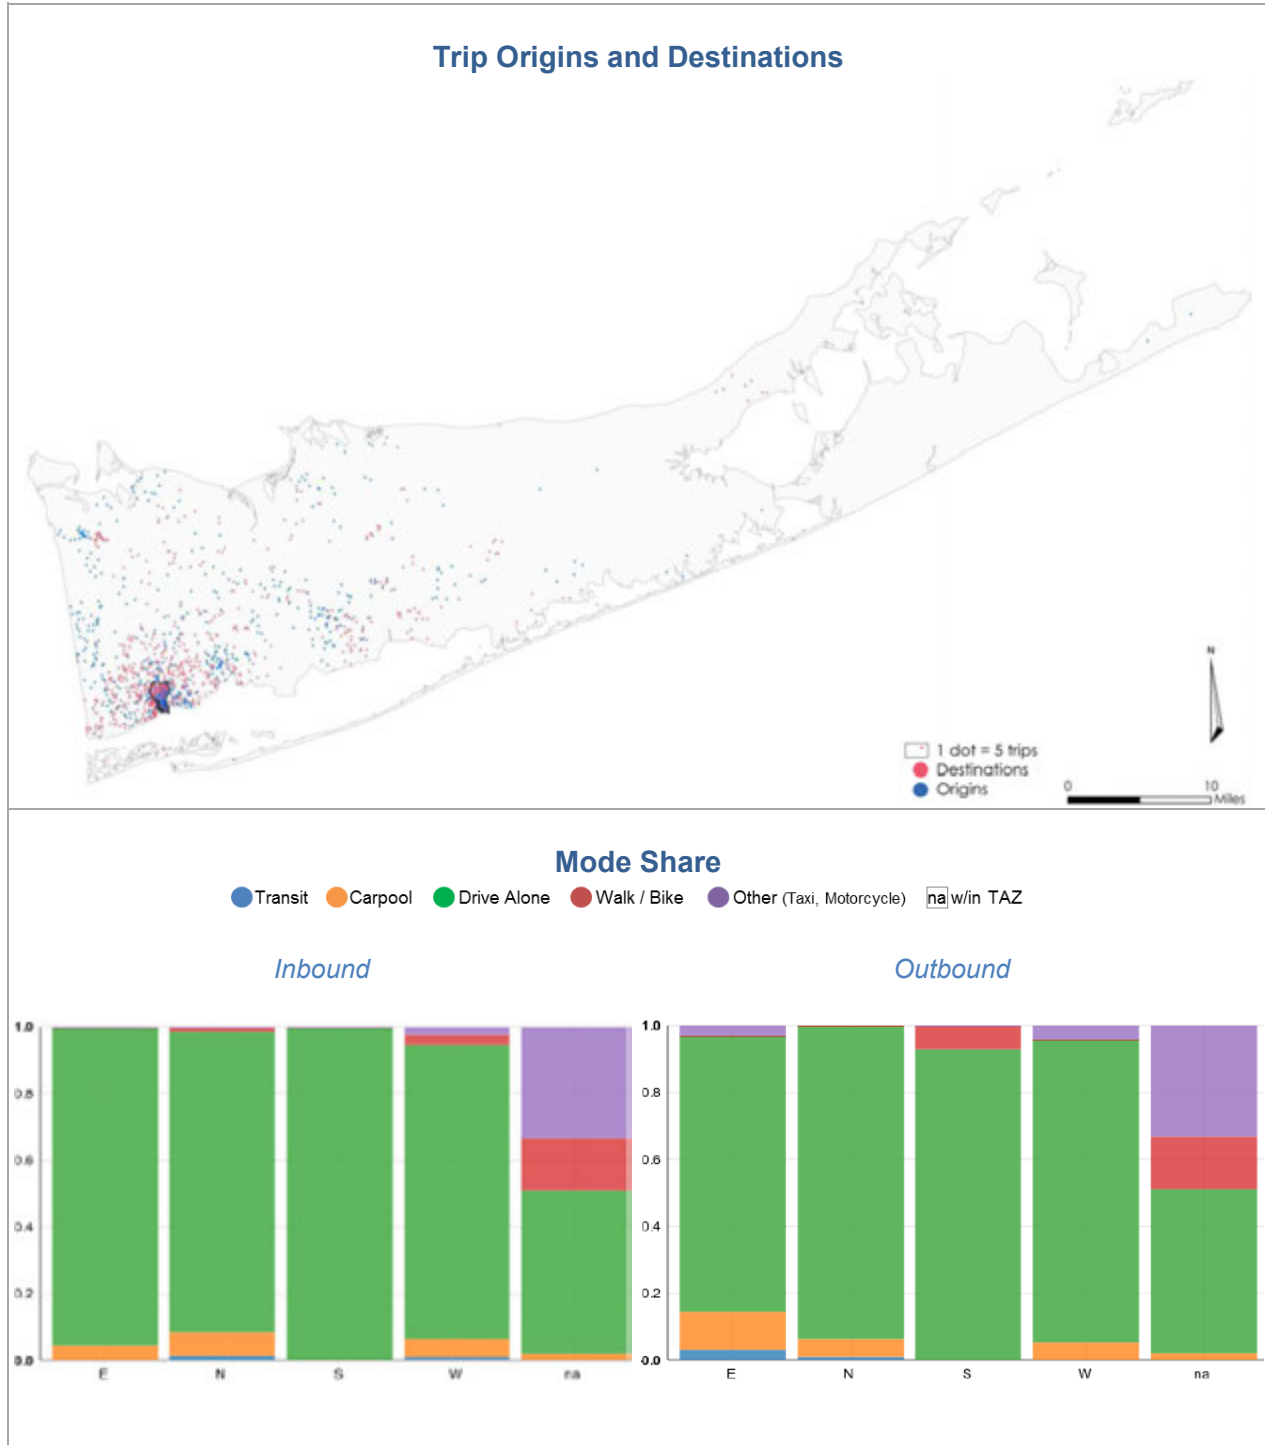 Trip Origins and Destinations
N
1 dot = 5 trips
Destinations
Origins
0 10
Miles
Mode Share
Transit Carpool Drive Alone Walk / Bike Other (Taxi, Motorcycle) na w/in TAZ
Inbound Outbound
1.0
0.8
0.6
0.4
0.2
0.0
E N S W na
1.0
0.8
0.6
0.4
0.2
0.0
E N S W na